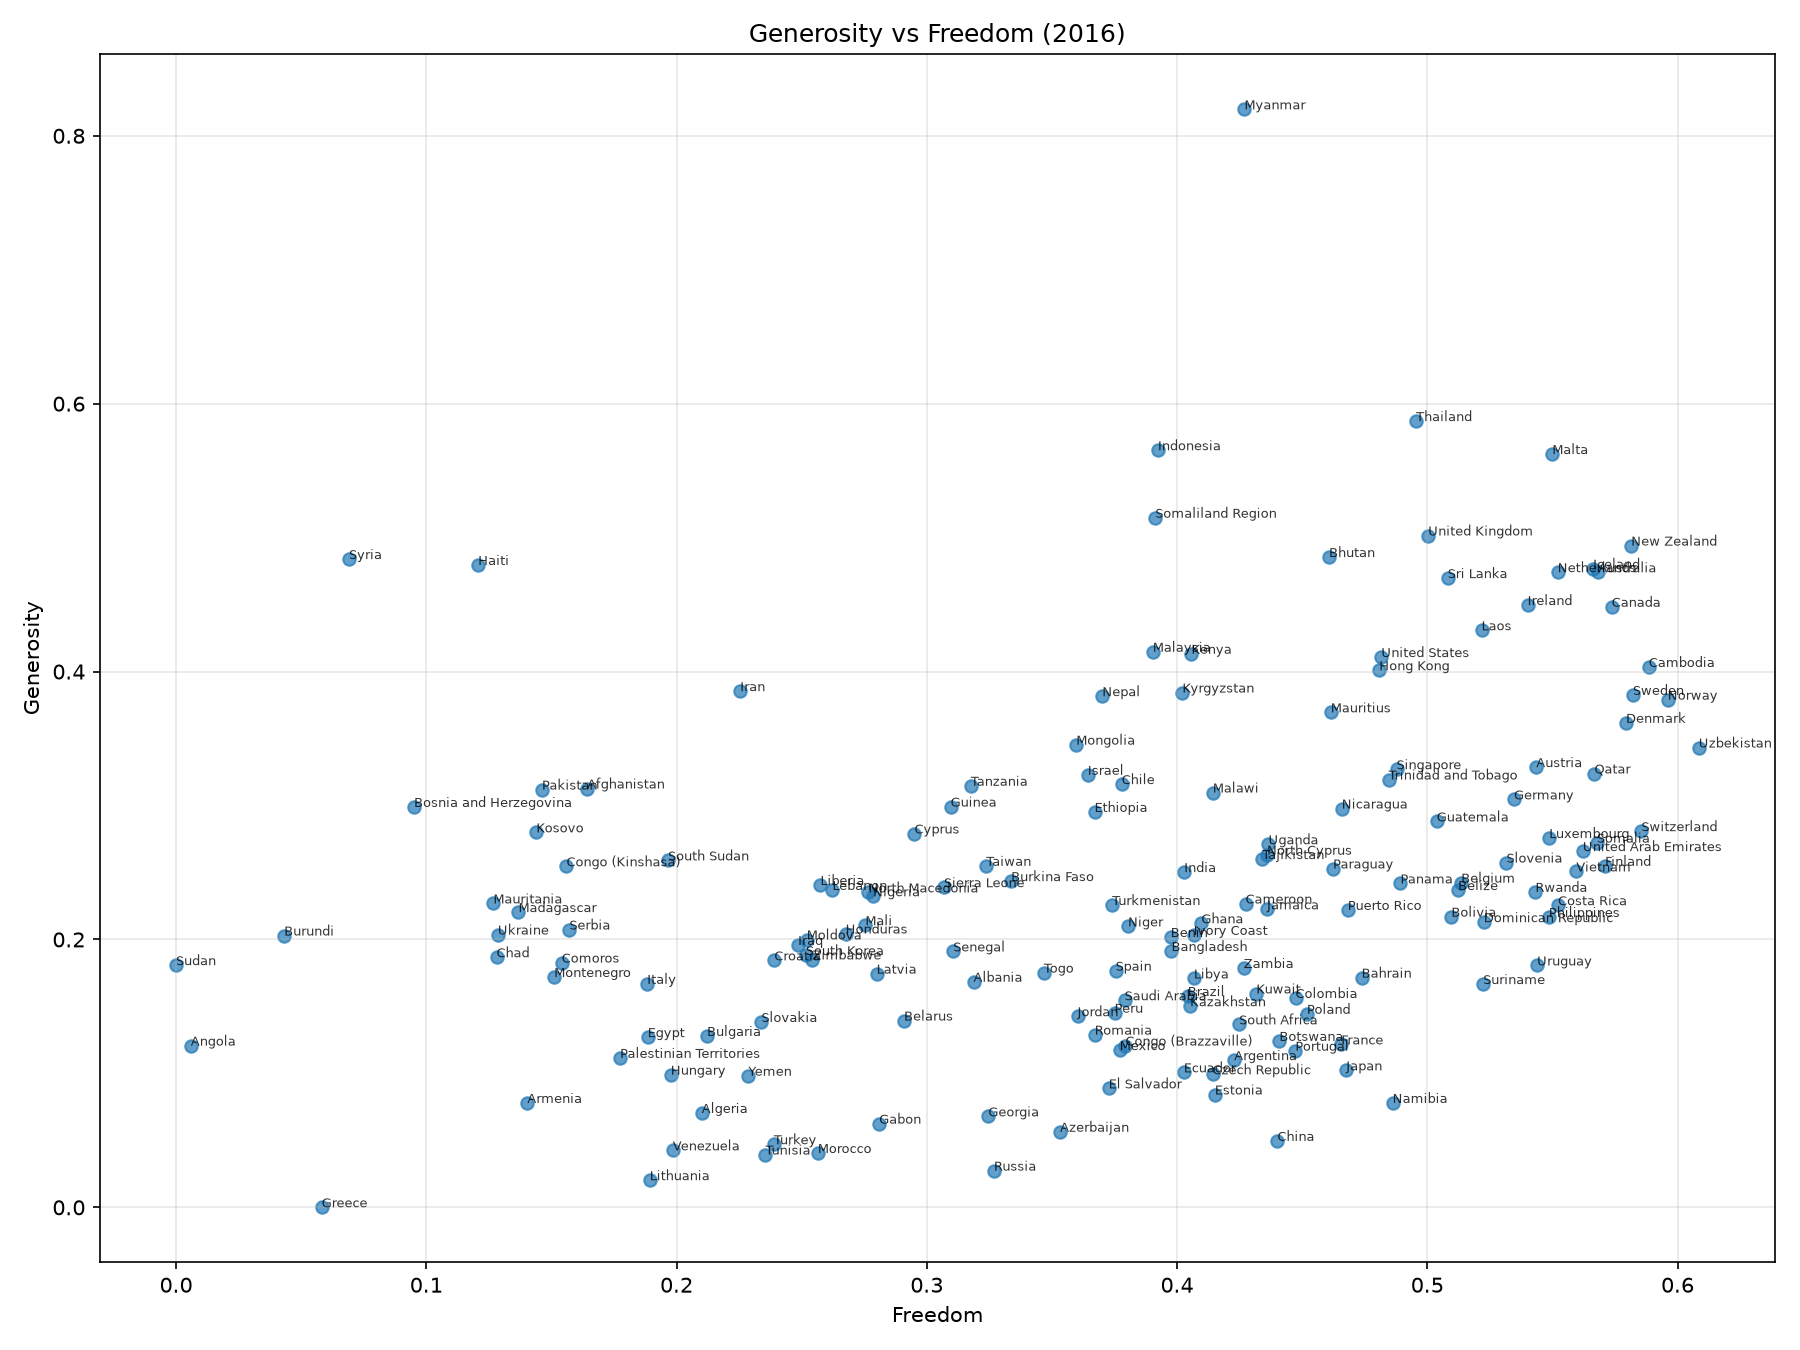 Generosity vs Freedom (2016)
Myanmar
0.8
0.6
Thailand
Indonesia
Malta
Somaliland Region
United Kingdom
New Zealand
Syria
Haiti
Bhutan
Sri Lanka
Netherlands
Iceland
Australia
Ireland
Canada
Laos
Malaysia
Kenya
United States
Hong Kong
Cambodia
0.4
Iran
Nepal
Kyrgyzstan
Sweden
Norway
Mauritius
Denmark
Mongolia
Uzbekistan
Israel
Chile
Singapore
Trinidad and Tobago
Austria
Qatar
Pakistan
Afghanistan
Tanzania
Malawi
Germany
Bosnia and Herzegovina
Guinea
Ethiopia
Nicaragua
Guatemala
Kosovo
Cyprus
Luxembourg
Somalia
Switzerland
Uganda
North Cyprus
Tajikistan
United Arab Emirates
Congo (Kinshasa)
South Sudan
Taiwan
India
Paraguay
Slovenia
Vietnam
Finland
Liberia
Lebanon
North Macedonia
Nigeria
Sierra Leone
Burkina Faso
Panama
Belgium
Belize
Rwanda
Mauritania
Madagascar
Turkmenistan
Cameroon
Jamaica
Puerto Rico
Costa Rica
Philippines
Bolivia
Dominican Republic
Burundi
Ukraine
Serbia
Mali
Honduras
Niger
Ghana
Ivory Coast
Benin
Bangladesh
0.2
Moldova
Iraq
South Korea
Zimbabwe
Croatia
Senegal
Sudan
Chad
Comoros
Montenegro
Italy
Latvia
Albania
Togo
Spain
Libya
Zambia
Bahrain
Uruguay
Suriname
Saudi Arabia
Brazil
Kazakhstan
Kuwait
Colombia
Jordan
Peru
Poland
Slovakia
Belarus
South Africa
Angola
Egypt
Bulgaria
Romania
Congo (Brazzaville)
Mexico
Botswana
Portugal
France
Palestinian Territories
Argentina
Hungary
Yemen
Ecuador
Czech Republic
Japan
El Salvador
Estonia
Armenia
Algeria
Namibia
Georgia
Gabon
Azerbaijan
China
Venezuela
Turkey
Tunisia
Morocco
Russia
Lithuania
0.0
Greece
0.0 0.1 0.2 0.3 0.4 0.5 0.6
Freedom
Generosity